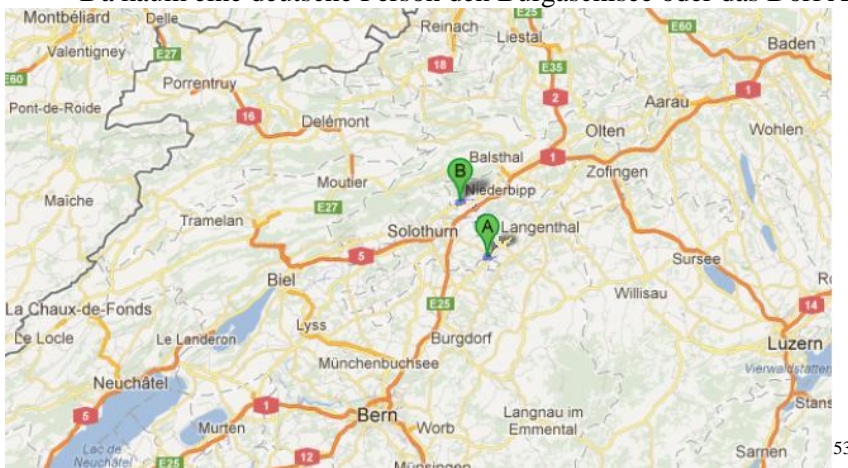 Montbéliard
Delle
E27
Reinach
E25
Liestal
E60
Baden
Valentigney
E60
Porrentruy
18
E35
1
Pont-de-Roide
16
Delémont
2
Aarau
Wohlen
Olten
Balsthal
1
Zofingen
Moutier
B
Niederbipp
Maîche
E27
Tramelan
Solothurn
A
Langenthal
5
Sursee
Biel
Willisau
14
La Chaux-de-Fonds
E25
Lyss
Burgdorf
Luzern
Le Locle
Le Landeron
Münchenbuchsee
Vierwaldstätter
Neuchâtel
1
Bern
Langnau im
Emmental
Stans
5
Murten
Worb
53
Lac de
Neuchâtel
E25
12
Münsingen
Sarnen